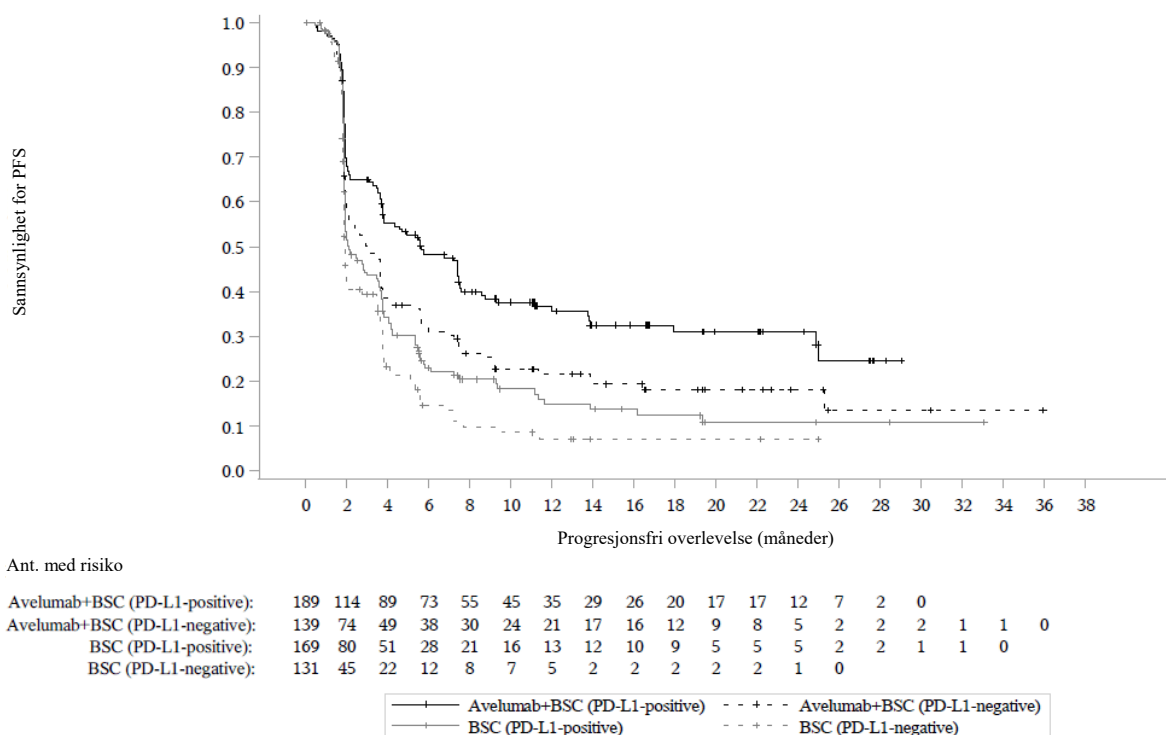 Sannsynlighet for PFS
1.0
0.9
0.8
0.7
0.6
0.5
0.4
0.3
0.2
0.1
0.0
0 2 4 6 8 10 12 14 16 18 20 22 24 26 28 30 32 34 36 38
Progresjonsfri overlevelse (måneder)
Ant. med risiko
Avelumab+BSC (PD-L1-positive): 189 114 89 73 55 45 35 29 26 20 17 17 12 7 2 0
Avelumab+BSC (PD-L1-negative): 139 74 49 38 30 24 21 17 16 12 9 8 5 2 2 2 1 1 0
BSC (PD-L1-positive): 169 80 51 28 21 16 13 12 10 9 5 5 5 2 2 1 1 0
BSC (PD-L1-negative): 131 45 22 12 8 7 5 2 2 2 2 2 1 0
Avelumab+BSC (PD-L1-positive) Avelumab+BSC (PD-L1-negative)
BSC (PD-L1-positive) BSC (PD-L1-negative)